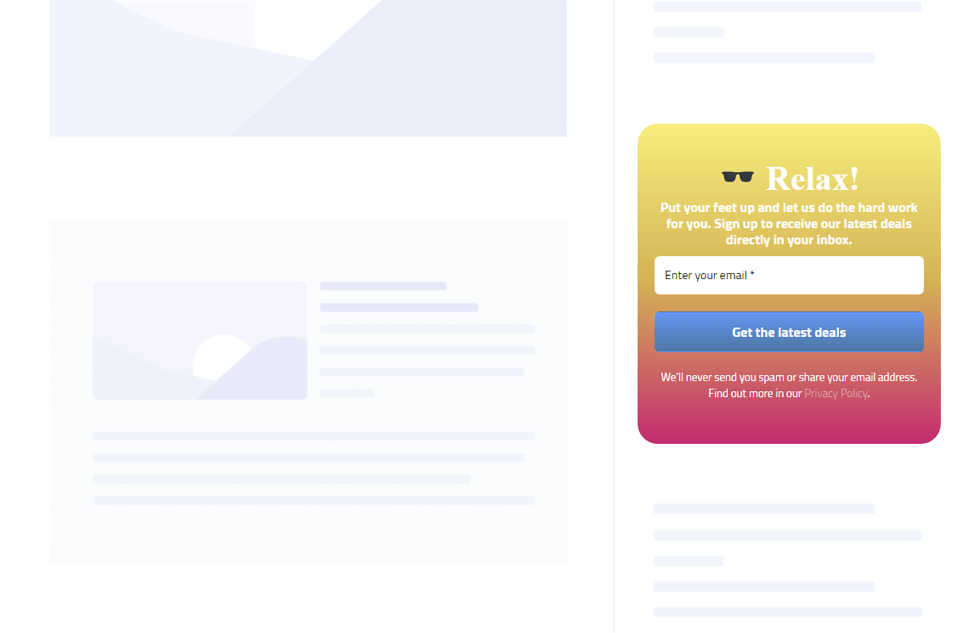 🕶️ Relax!
Put your feet up and let us do the hard work
for you. Sign up to receive our latest deals
directly in your inbox.
Enter your email *
Get the latest deals
We'll never send you spam or share your email address.
Find out more in our Privacy Policy.